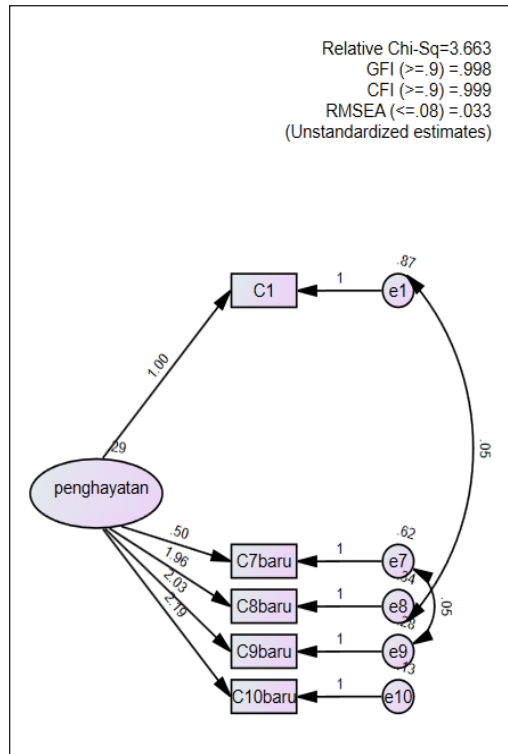 Relative Chi-Sq=3.663
GFI (>=.9) =.998
CFI (>=.9) =.999
RMSEA (<=.08) =.033
(Unstandardized estimates)
.87
C1
1
e1
1.00
.05
.29
penghayatan
.50
1.96
2.03
2.19
.62
C7baru
1
e7
.34
C8baru
1
e8
.05
.28
C9baru
1
e9
.13
C10baru
1
e10